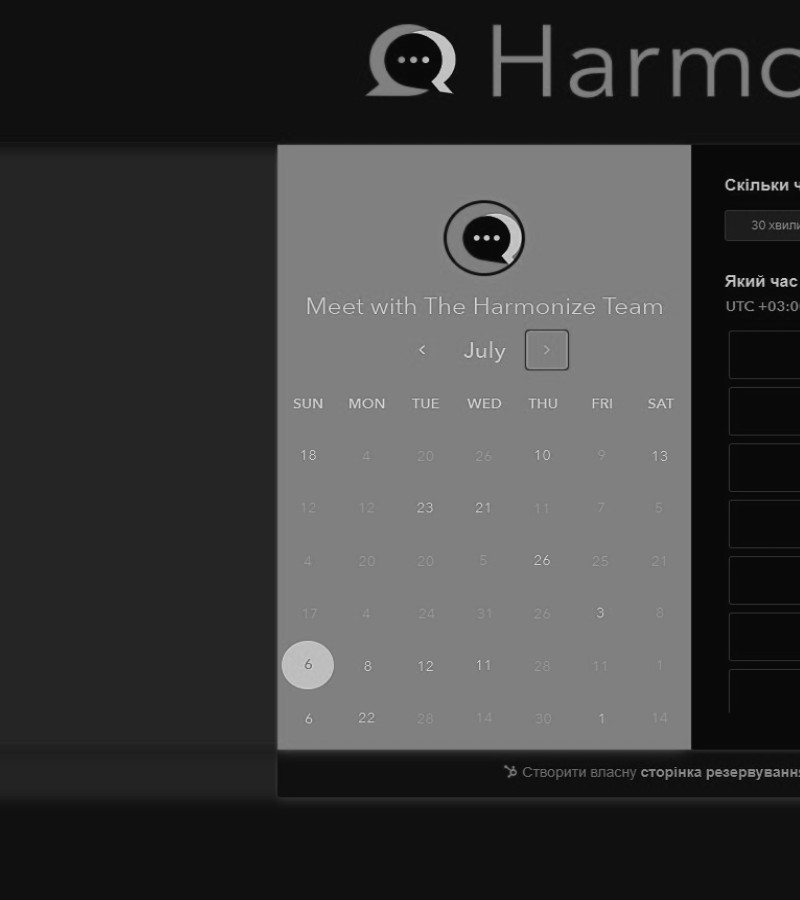 Harmo
Meet with The Harmonize Team
July
SUN MON TUE WED THU FRI SAT
18 4 20 26 10 9 13
12 12 23 21 11 7 5
4 20 20 5 26 25 21
17 4 24 31 26 3 8
6 8 12 11 28 11 1
6 22 28 14 30 1 14
Скільки ч
30 хвили
Який час
UTC +03:0
Створити власну сторінка резервування